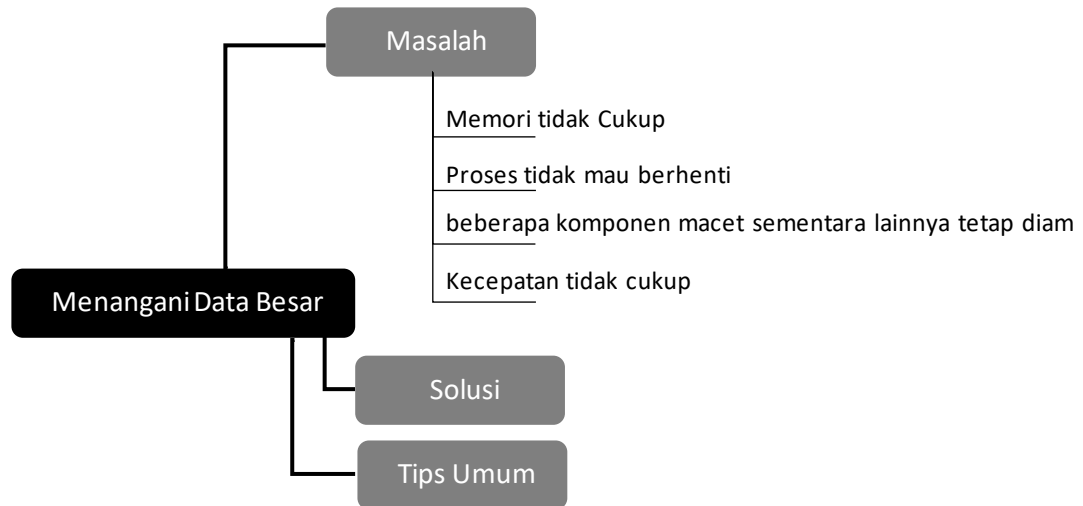 Masalah
Memori tidak Cukup
Proses tidak mau berhenti
beberapa komponen macet sementara lainnya tetap diam
Kecepatan tidak cukup
Menangani Data Besar
Solusi
Tips Umum